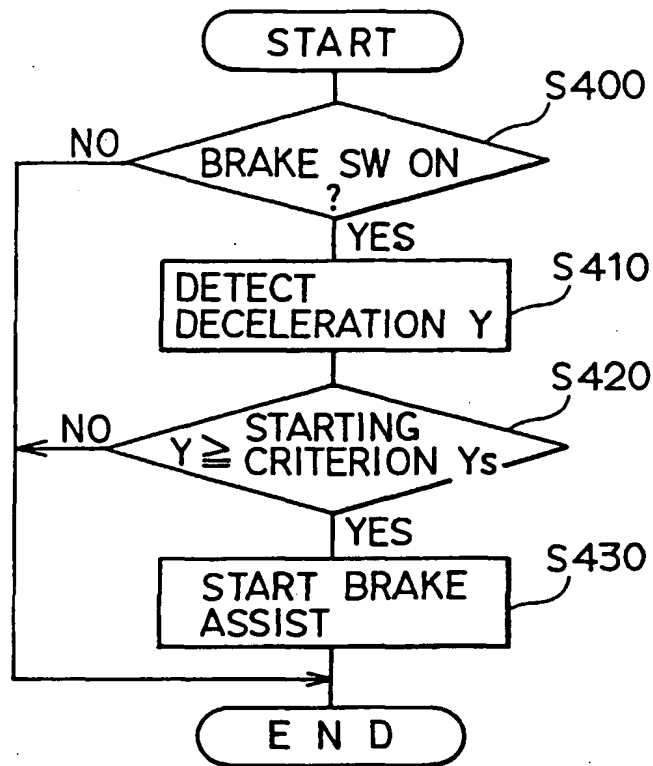 START
S400
NO
BRAKE SW ON
?
YES
S410
DETECT
DECELERATION Y
S420
NO
STARTING
Y ≧ CRITERION Ys
YES
S430
START BRAKE
ASSIST
END